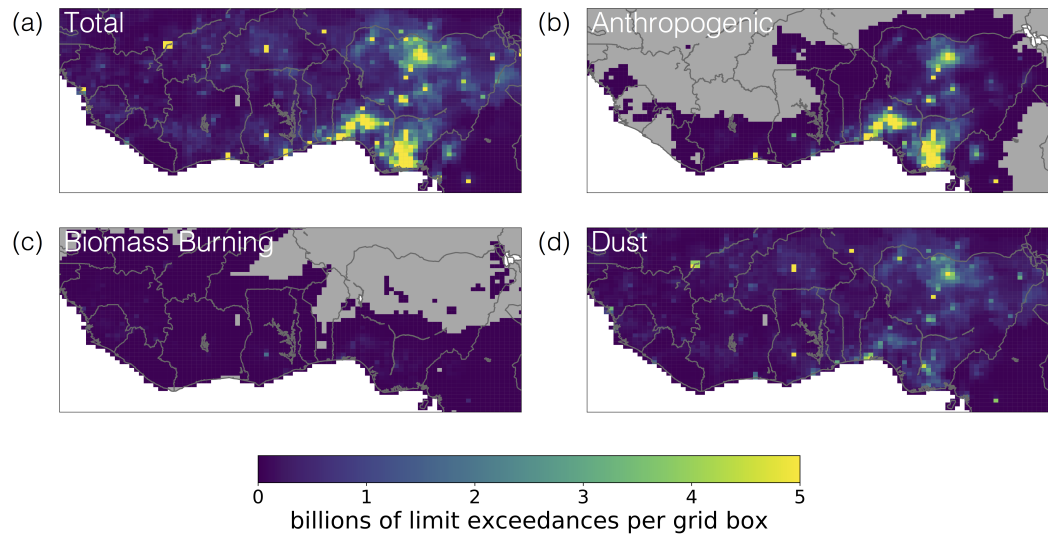 (a) Total
(b) Anthropogenic
(c) Biomass Burning
(d) Dust
0 1 2 3 4 5
billions of limit exceedances per grid box